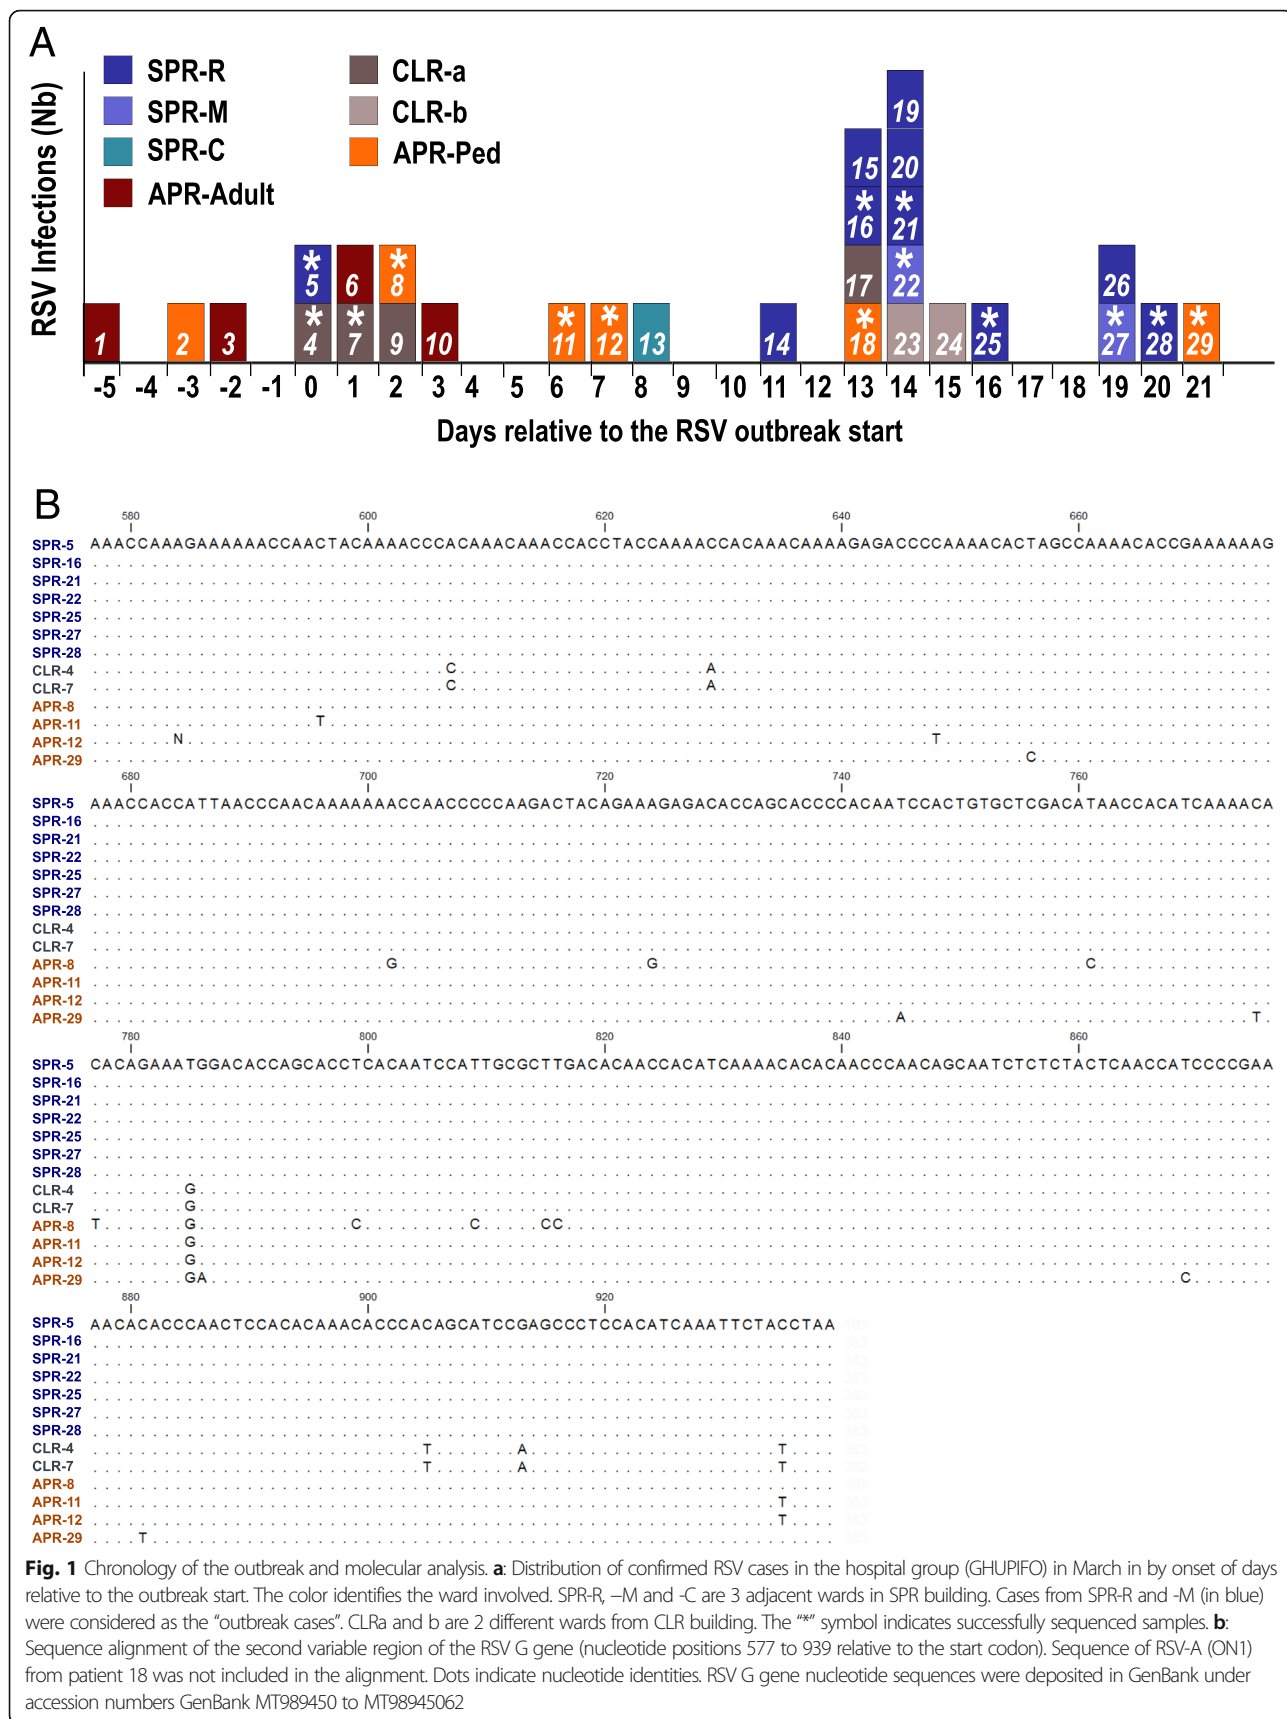 A
SPR-R CLR-a
SPR-M CLR-b
SPR-C APR-Ped
APR-Adult
RSV Infections (Nb)
19
15 20
* 16 * 21
* 5 6 * 8 17 * 22 26
1 2 3 * 4 * 7 9 10 * 11 * 12 13 14 * 18 23 24 * 25 * 27 * 28 * 29
-5 -4 -3 -2 -1 0 1 2 3 4 5 6 7 8 9 10 11 12 13 14 15 16 17 18 19 20 21
Days relative to the RSV outbreak start
B
580 600 620 640 660
SPR-5 AAACCAAAGAAAAAACCAACTACAAAACCCACAAACAAACCACCTACCAAAACCACAAACAAAAGAGACCCCAAAACACTAGCCAAAACACCGAAAAAAG
SPR-16
SPR-21
SPR-22
SPR-25
SPR-27
SPR-28
CLR-4 C A
CLR-7 C A
APR-8
APR-11 T
APR-12 N T
APR-29 C
680 700 720 740 760
SPR-5 AAACCACCATTAACCCAACAAAAAAACCAACCCCCAAGACTACAGAAAGAGACACCAGCACCCCACAATCCACTGTGCTCGACATAACCACATCAAAACA
SPR-16
SPR-21
SPR-22
SPR-25
SPR-27
SPR-28
CLR-4
CLR-7
APR-8 G G C
APR-11
APR-12
APR-29 A T
780 800 820 840 860
SPR-5 CACAGAAATGGACACCAGCACCTCACAATCCATTGCGCTTGACACAACCACATCAAAACACACAACCCAACAGCAATCTCTCTACTCAACCATCCCCGAA
SPR-16
SPR-21
SPR-22
SPR-25
SPR-27
SPR-28
CLR-4 G
CLR-7 G
APR-8 T G C C CC
APR-11 G
APR-12 G
APR-29 GA C
880 900 920
SPR-5 AACACACCCAACTCCACACAAACACCCACAGCATCCGAGCCCTCCACATCAAATTCTACCTAA
SPR-16
SPR-21
SPR-22
SPR-25
SPR-27
SPR-28
CLR-4 T A T
CLR-7 T A T
APR-8
APR-11 T
APR-12 T
APR-29 T
Fig. 1 Chronology of the outbreak and molecular analysis. a: Distribution of confirmed RSV cases in the hospital group (GHUPIFO) in March in by onset of days
relative to the outbreak start. The color identifies the ward involved. SPR-R, –M and -C are 3 adjacent wards in SPR building. Cases from SPR-R and -M (in blue)
were considered as the “outbreak cases”. CLRa and b are 2 different wards from CLR building. The “*” symbol indicates successfully sequenced samples. b:
Sequence alignment of the second variable region of the RSV G gene (nucleotide positions 577 to 939 relative to the start codon). Sequence of RSV-A (ON1)
from patient 18 was not included in the alignment. Dots indicate nucleotide identities. RSV G gene nucleotide sequences were deposited in GenBank under
accession numbers GenBank MT989450 to MT98945062